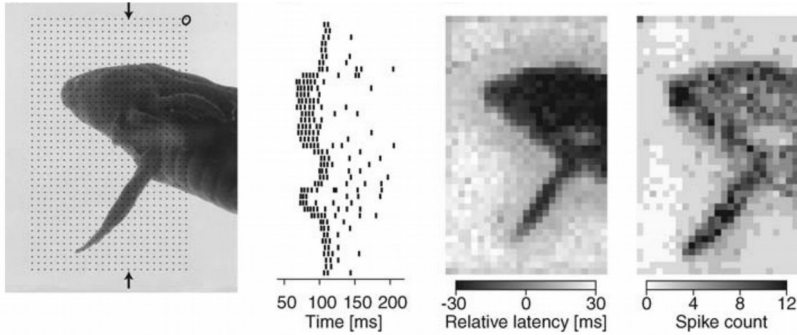 50 100 150 200
Time [ms]
-30 0 30
Relative latency [ms]
0 4 8 12
Spike count